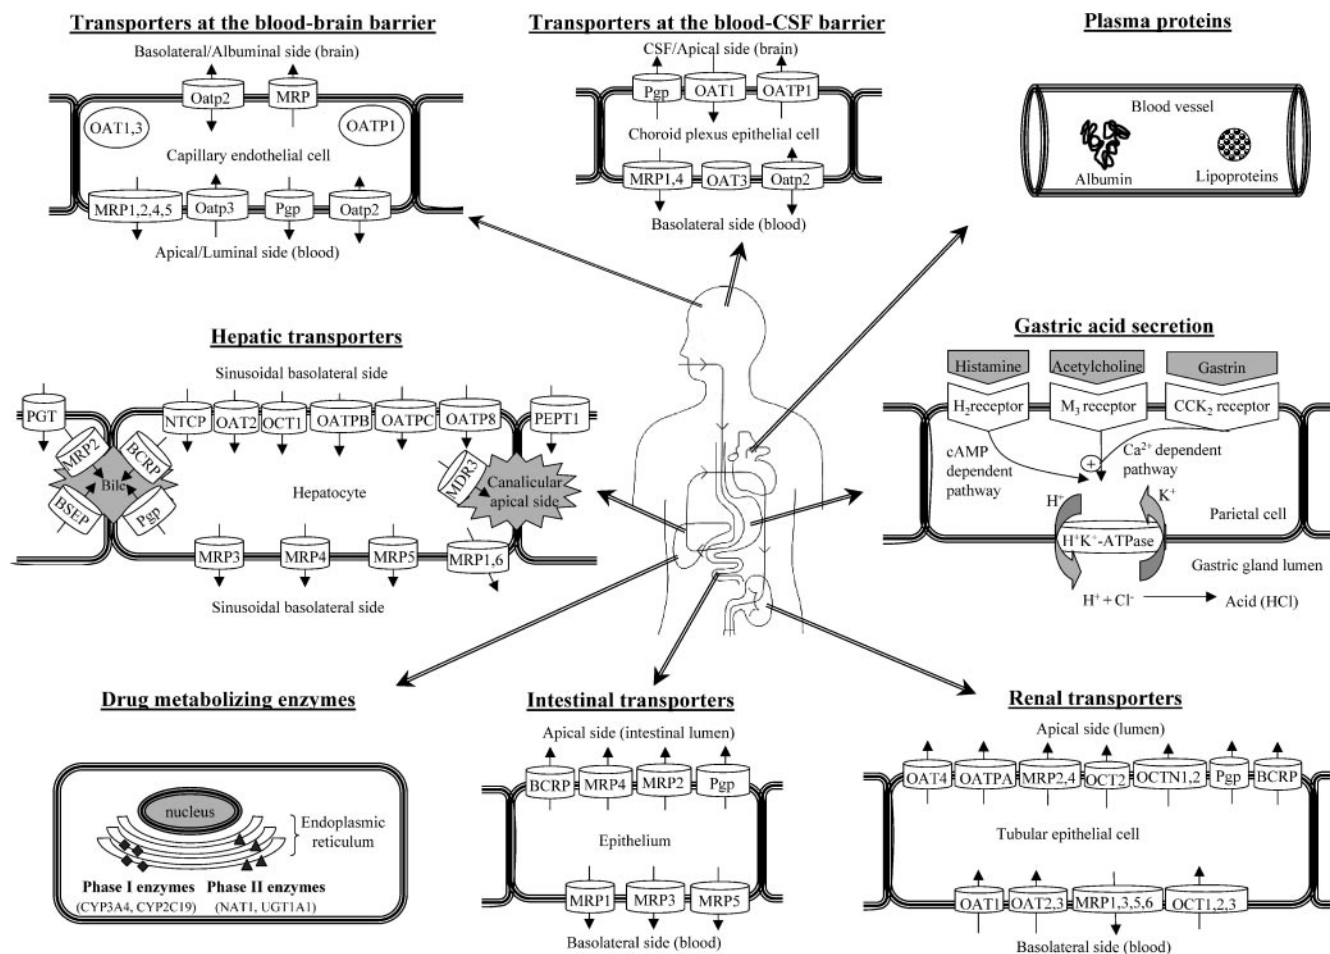 Transporters at the blood-brain barrier
Basolateral/Albuminal side (brain)
Oatp2 MRP
OAT1,3 OATP1
Capillary endothelial cell
MRP1,2,4,5 Oatp3 Pgp Oatp2
Apical/Luminal side (blood)
Transporters at the blood-CSF barrier
CSF/Apical side (brain)
Pgp OAT1 OATP1
Choroid plexus epithelial cell
MRP1,4 OAT3 Oatp2
Basolateral side (blood)
Plasma proteins
Blood vessel
Albumin Lipoproteins
Hepatic transporters
Sinusoidal basolateral side
PGT NTCP OAT2 OCT1 OATPB OATPC OATP8 PEPT1
MRP2 BCRP
MDR3
Bile
Hepatocyte
Canalicular
apical side
BSEP Pgp
MRP3 MRP4 MRP5 MRP1,6
Sinusoidal basolateral side
Gastric acid secretion
Histamine Acetylcholine Gastrin
H2receptor M3 receptor CCK2 receptor
cAMP
dependent
pathway
+
Ca2+ dependent
pathway
H+ K+
Parietal cell
H+K+-ATPase
Gastric gland lumen
H+ + Cl- Acid (HCl)
Drug metabolizing enzymes
nucleus
Endoplasmic
reticulum
Phase I enzymes Phase II enzymes
(CYP3A4, CYP2C19) (NAT1, UGT1A1)
Intestinal transporters
Apical side (intestinal lumen)
BCRP MRP4 MRP2 Pgp
Epithelium
MRP1 MRP3 MRP5
Basolateral side (blood)
Renal transporters
Apical side (lumen)
OAT4 OATPA MRP2,4 OCT2 OCTN1,2 Pgp BCRP
Tubular epithelial cell
OAT1 OAT2,3 MRP1,3,5,6 OCT1,2,3
Basolateral side (blood)